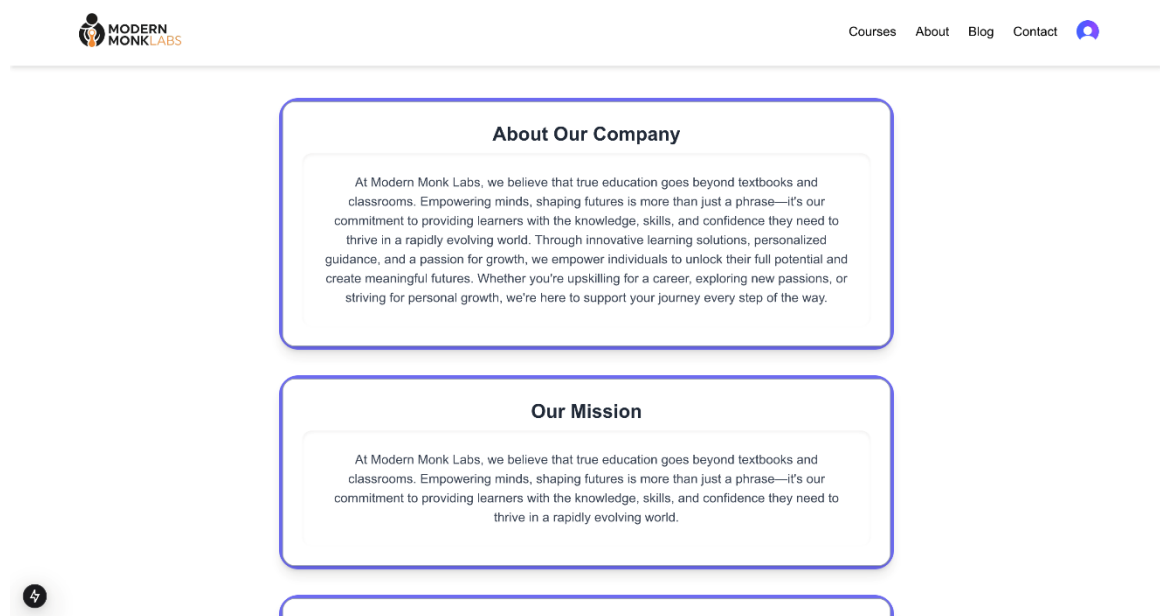 MODERN
MONKLABS
Courses About Blog Contact
About Our Company
At Modern Monk Labs, we believe that true education goes beyond textbooks and
classrooms. Empowering minds, shaping futures is more than just a phrase—it's our
commitment to providing learners with the knowledge, skills, and confidence they need to
thrive in a rapidly evolving world. Through innovative learning solutions, personalized
guidance, and a passion for growth, we empower individuals to unlock their full potential and
create meaningful futures. Whether you're upskilling for a career, exploring new passions, or
striving for personal growth, we're here to support your journey every step of the way.
Our Mission
At Modern Monk Labs, we believe that true education goes beyond textbooks and
classrooms. Empowering minds, shaping futures is more than just a phrase—it's our
commitment to providing learners with the knowledge, skills, and confidence they need to
thrive in a rapidly evolving world.